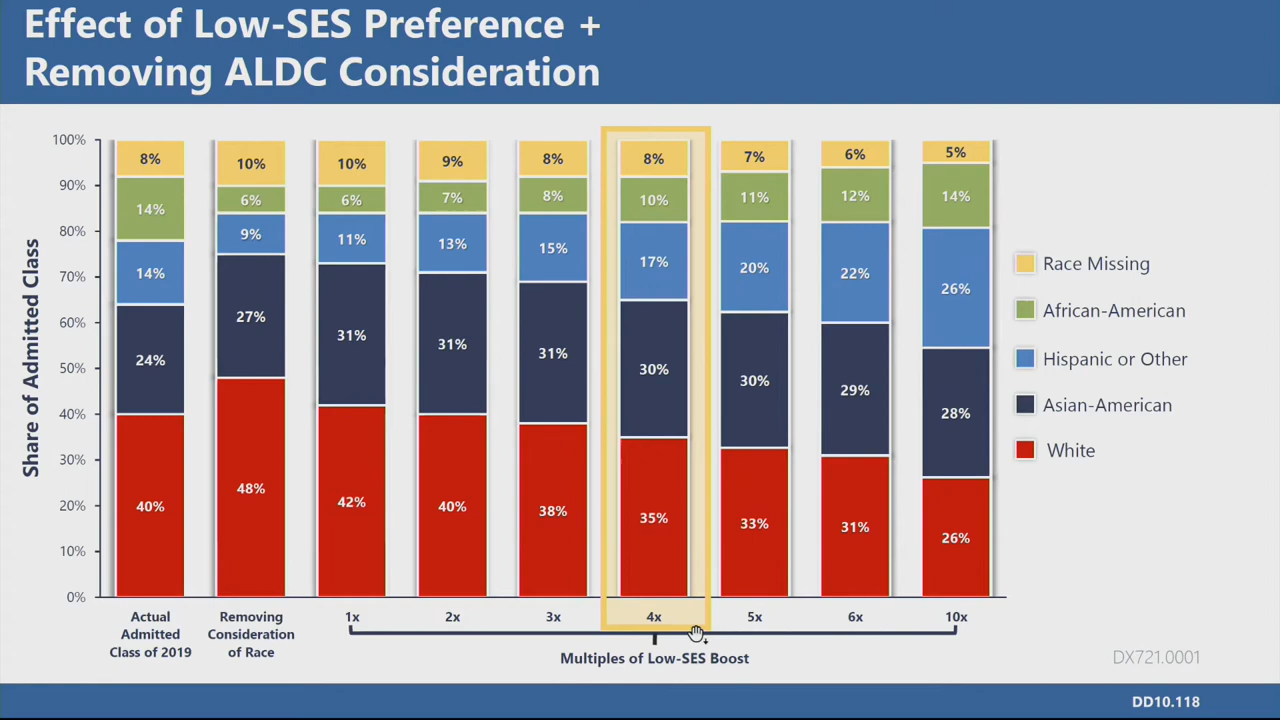 Effect of Low-SES Preference +
Removing ALDC Consideration
Share of Admitted Class
100%
90%
80%
70%
60%
50%
40%
30%
20%
10%
0%
8%
14%
14%
24%
40%
10%
6%
9%
27%
48%
10%
6%
11%
31%
42%
9%
7%
13%
31%
40%
8%
8%
15%
31%
38%
8%
10%
17%
30%
35%
7%
11%
20%
30%
33%
6%
12%
22%
29%
31%
5%
14%
26%
28%
26%
Race Missing
African-American
Hispanic or Other
Asian-American
White
Actual
Admitted
Class of 2019
Removing
Consideration
of Race
1x
2x
3x
4x
5x
6x
10x
Multiples of Low-SES Boost
DX721.0001
DD10.118